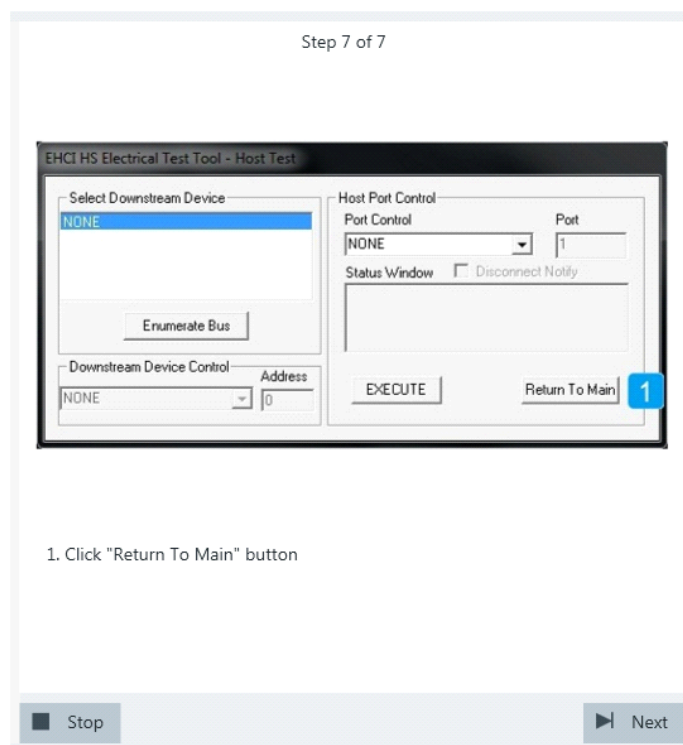 Step 7 of 7
EHCI HS Electrical Test Tool - Host Test
Select Downstream Device
NONE
Enumerate Bus
Downstream Device Control
Address
NONE
0
Host Port Control
Port Control
Port
NONE
1
Status Window
Disconnect Notify
EXECUTE
Return To Main
1
1. Click "Return To Main" button
Stop
Next